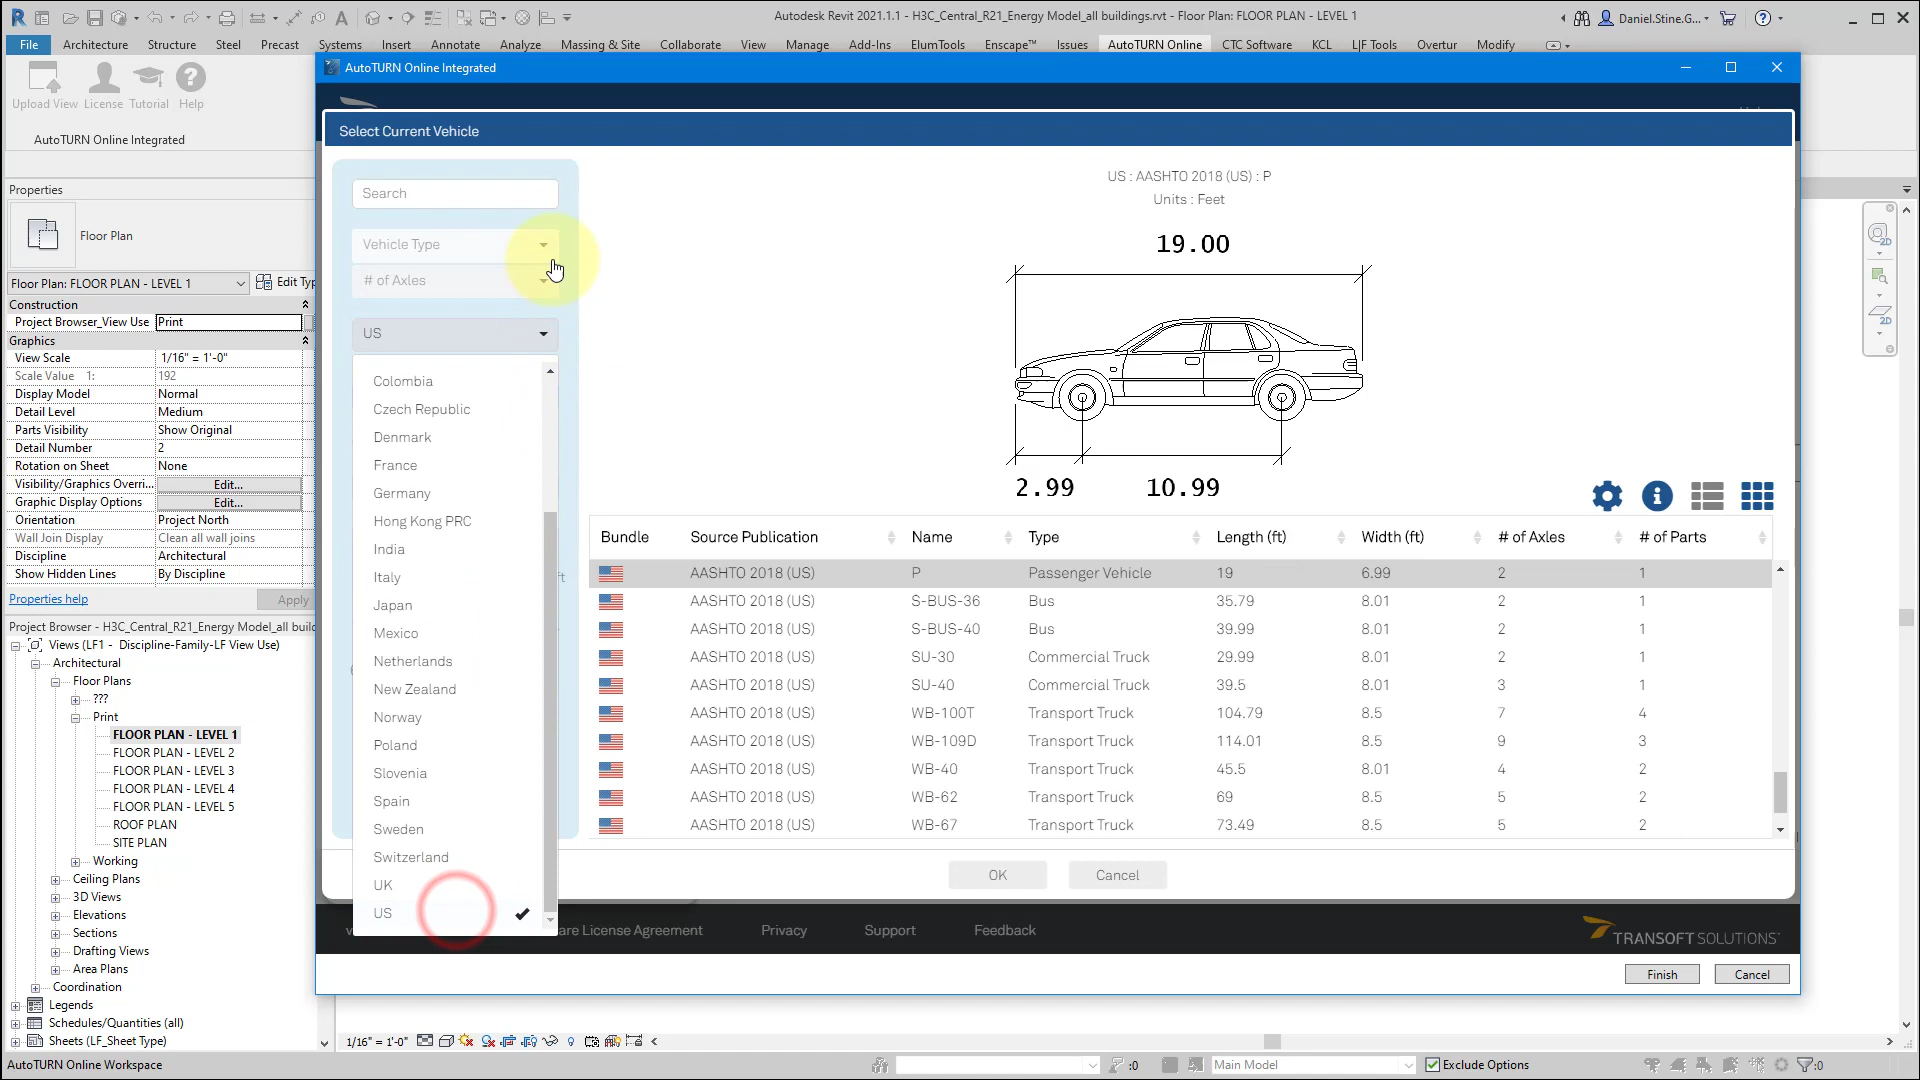 Autodesk Revit 2021.1.1 - H3C_Central_R21_Energy Model_all buildings.rvt - Floor Plan: FLOOR PLAN - LEVEL 1
Daniel.Stine.G...
File Architecture Structure Steel Precast Systems Insert Annotate Analyze Massing & Site Collaborate View Manage Add-Ins ElumTools Enscape™ Issues AutoTURN Online CTC Software KCL L|F Tools Overtur Modify
Upload View License Tutorial Help
AutoTURN Online Integrated
AutoTURN Online Integrated
Select Current Vehicle
Properties
Floor Plan
Floor Plan: FLOOR PLAN - LEVEL 1
Edit Typ
Construction
Project Browser_View Use Print
Graphics
View Scale 1/16" = 1'-0"
Scale Value 1: 192
Display Model Normal
Detail Level Medium
Parts Visibility Show Original
Detail Number 2
Rotation on Sheet None
Visibility/Graphics Overri... Edit...
Graphic Display Options Edit...
Orientation Project North
Wall Join Display Clean all wall joins
Discipline Architectural
Show Hidden Lines By Discipline
Properties help
Apply
Project Browser - H3C_Central_R21_Energy Model_all buil
Views (LF1 - Discipline-Family-LF View Use)
Architectural
Floor Plans
???
Print
FLOOR PLAN - LEVEL 1
FLOOR PLAN - LEVEL 2
FLOOR PLAN - LEVEL 3
FLOOR PLAN - LEVEL 4
FLOOR PLAN - LEVEL 5
ROOF PLAN
SITE PLAN
Working
Ceiling Plans
3D Views
Elevations
Sections
Drafting Views
Area Plans
Coordination
Legends
Schedules/Quantities (all)
Sheets (LF_Sheet Type)
Search
Vehicle Type
# of Axles
US
Colombia
Czech Republic
Denmark
France
Germany
Hong Kong PRC
India
Italy
Japan
Mexico
Netherlands
New Zealand
Norway
Poland
Slovenia
Spain
Sweden
Switzerland
UK
US
ft
US : AASHTO 2018 (US) : P
Units : Feet
19.00
2.99 10.99
Bundle Source Publication Name Type Length (ft) Width (ft) # of Axles # of Parts
AASHTO 2018 (US) P Passenger Vehicle 19 6.99 2 1
AASHTO 2018 (US) S-BUS-36 Bus 35.79 8.01 2 1
AASHTO 2018 (US) S-BUS-40 Bus 39.99 8.01 2 1
AASHTO 2018 (US) SU-30 Commercial Truck 29.99 8.01 2 1
AASHTO 2018 (US) SU-40 Commercial Truck 39.5 8.01 3 1
AASHTO 2018 (US) WB-100T Transport Truck 104.79 8.5 7 4
AASHTO 2018 (US) WB-109D Transport Truck 114.01 8.5 9 3
AASHTO 2018 (US) WB-40 Transport Truck 45.5 8.01 4 2
AASHTO 2018 (US) WB-62 Transport Truck 69 8.5 5 2
AASHTO 2018 (US) WB-67 Transport Truck 73.49 8.5 5 2
OK Cancel
are License Agreement Privacy Support Feedback
TRANSOFT SOLUTIONS
Finish Cancel
1/16" = 1'-0"
AutoTURN Online Workspace
:0
Main Model
Exclude Options
:0